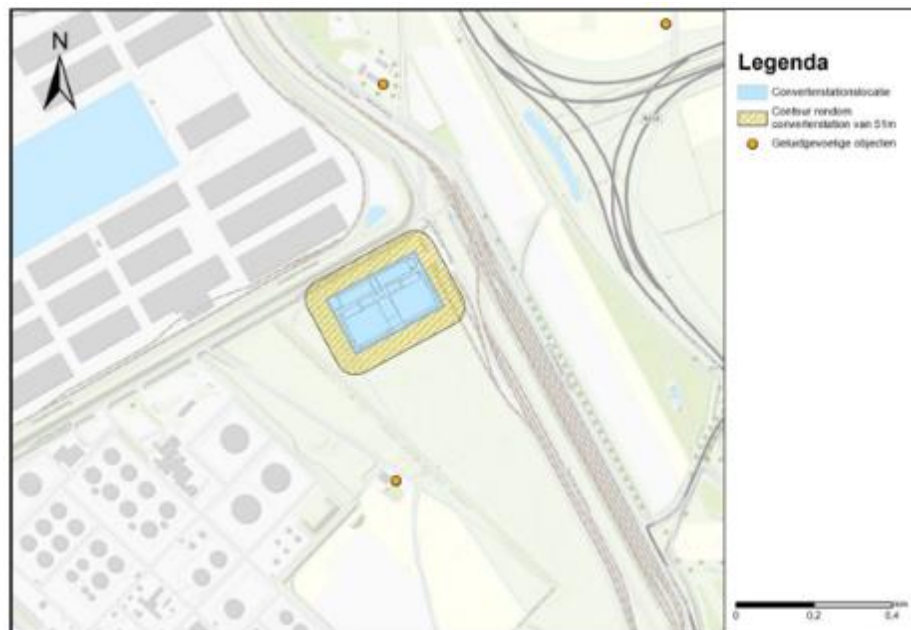 N
Legenda
Converterstationslocatie
Contour rondom
converterstation van 51m
Geluidgevoelige objecten
0 0,2 0,4